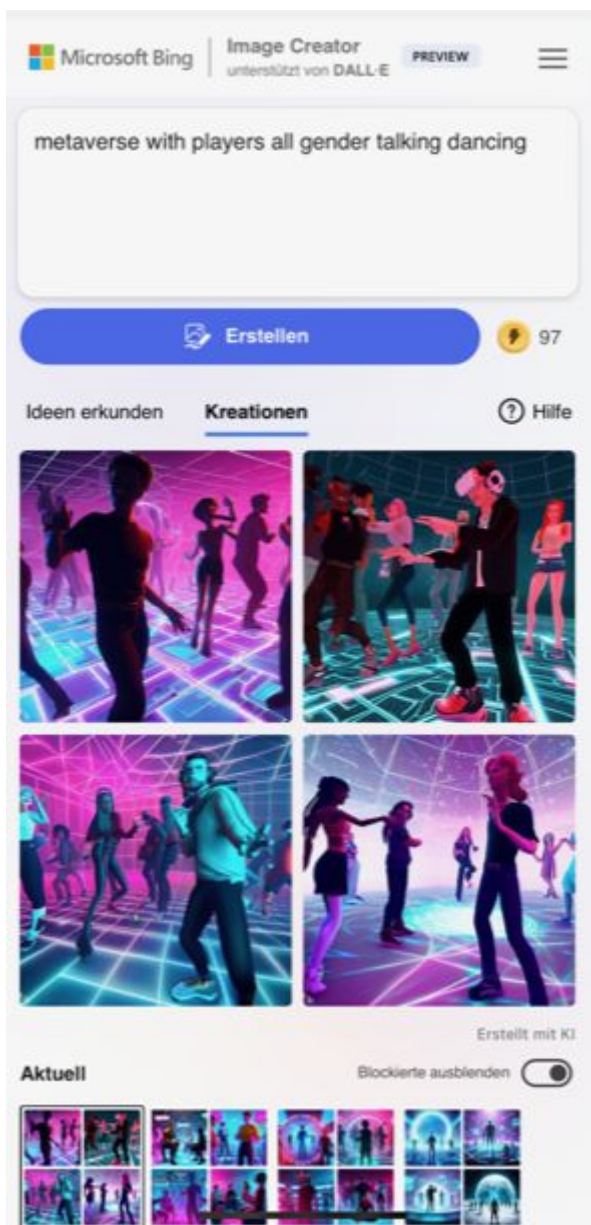 Microsoft Bing
Image Creator
unterstützt von DALL·E
PREVIEW
metaverse with players all gender talking dancing
Erstellen
97
Ideen erkunden
Kreationen
Hilfe
Erstellt mit KI
Aktuell
Blockierte ausblenden